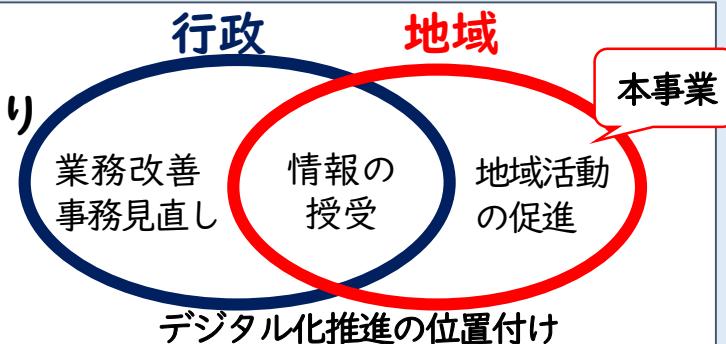 行政
地域
本事業
り
業務改善
事務見直し
情報の
授受
地域活動
の促進
デジタル化推進の位置付け